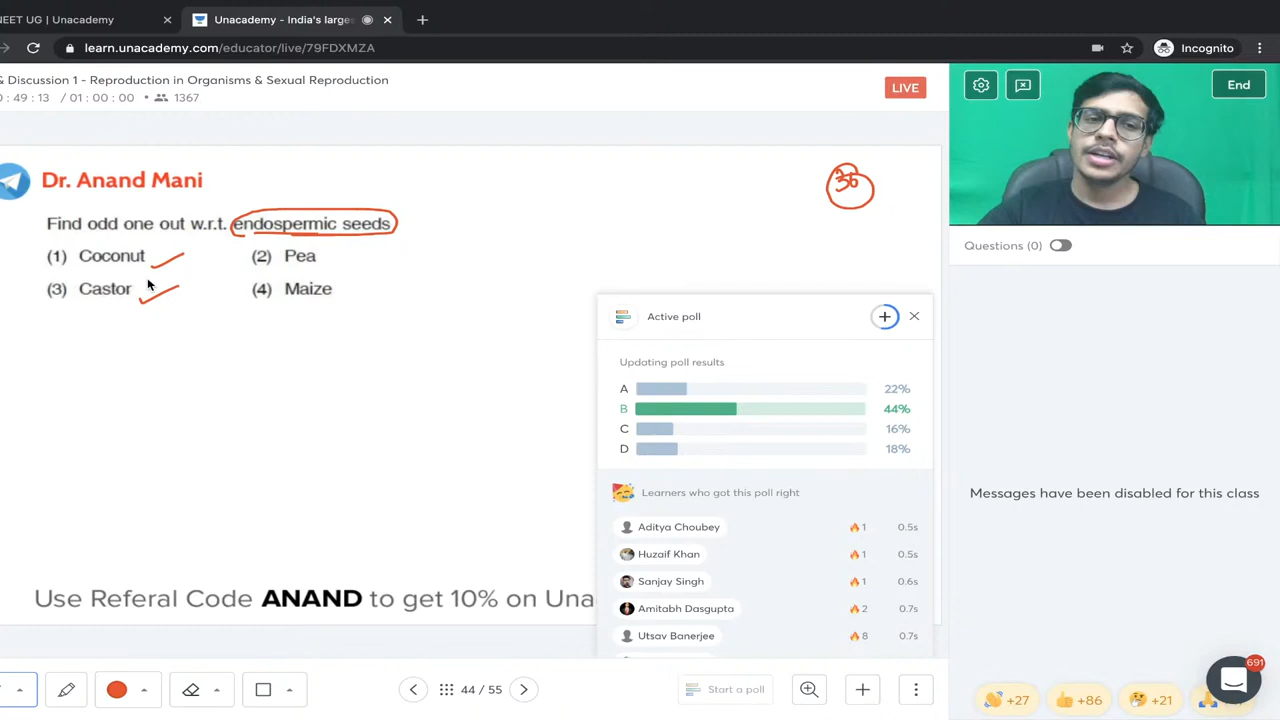 NEET UG | Unacademy
Unacademy - India's larges
learn.unacademy.com/educator/live/79FDXMZA
Incognito
& Discussion 1 - Reproduction in Organisms & Sexual Reproduction
0 : 49 : 13 / 01 : 00 : 00 • 1367
LIVE
End
Dr. Anand Mani
36
Find odd one out w.r.t. endospermic seeds
(1) Coconut
(2) Pea
(3) Castor
(4) Maize
Questions (0)
Active poll
Updating poll results
A 22%
B 44%
C 16%
D 18%
Learners who got this poll right
Aditya Choubey 1 0.5s
Huzaif Khan 1 0.5s
Sanjay Singh 1 0.6s
Amitabh Dasgupta 2 0.7s
Utsav Banerjee 8 0.7s
Messages have been disabled for this class
Use Referal Code ANAND to get 10% on Una
44 / 55
Start a poll
691
+27
+86
+21